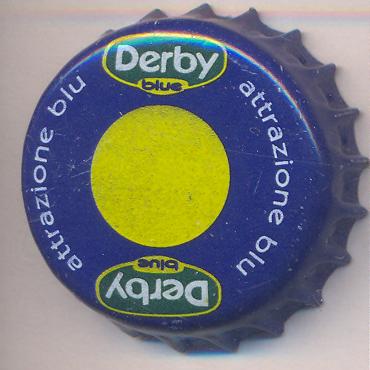 Derby
blue
attrazione blu
attrazione blu
Derby
blue